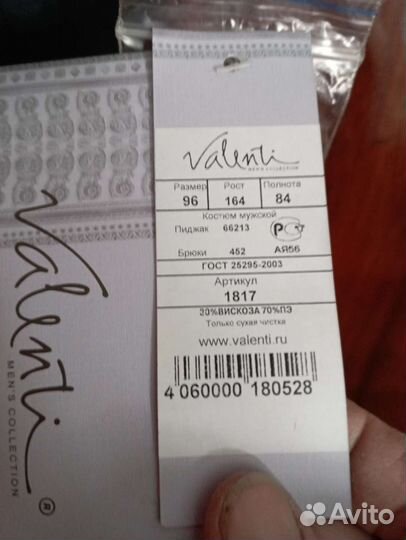 Valenti
MEN'S COLLECTION
®
Valenti
MEN'S COLLECTION
Размер Рост Полнота
96 164 84
Костюм мужской
Пиджак 66213
РСТ
Брюки 452 АЯ56
ГОСТ 25295-2003
Артикул
1817
30%ВИСКОЗА 70%ПЭ
Только сухая чистка
www.valenti.ru
4 060000 180528
Avito